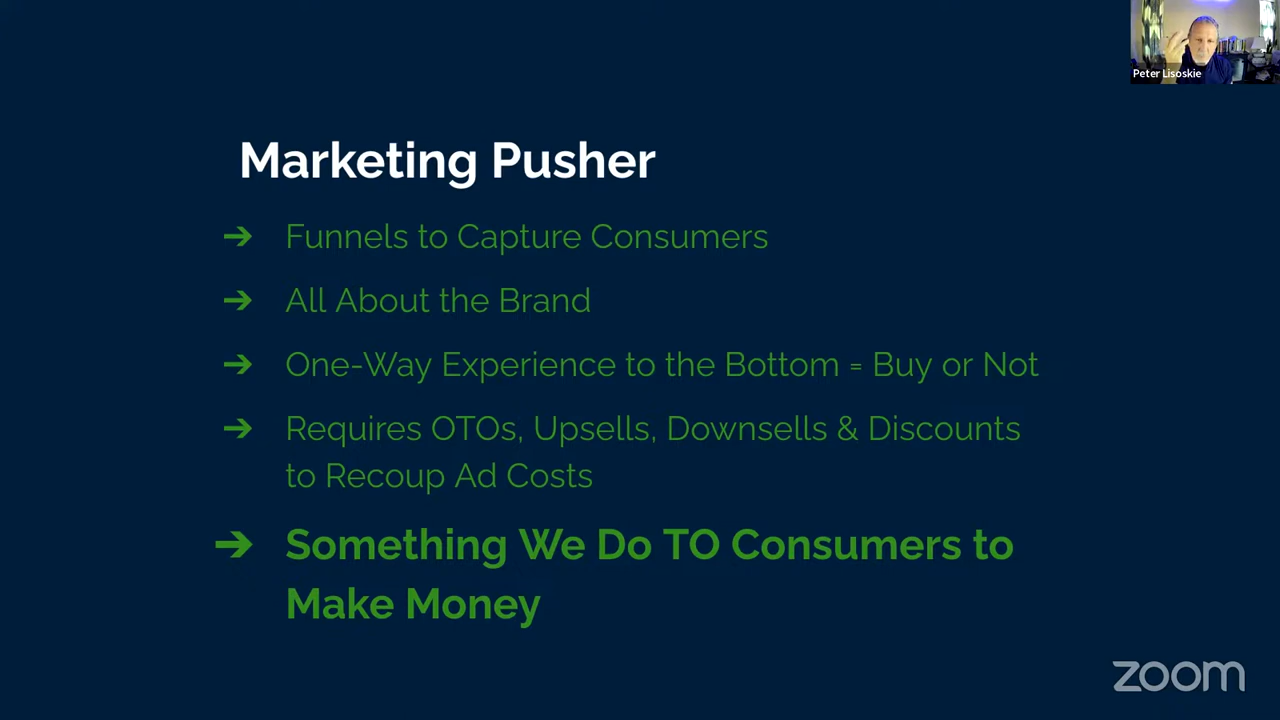 Peter Lisoskie
Marketing Pusher
➔ Funnels to Capture Consumers
➔ All About the Brand
➔ One-Way Experience to the Bottom = Buy or Not
➔ Requires OTOs, Upsells, Downsells & Discounts
to Recoup Ad Costs
➔ Something We Do TO Consumers to
Make Money
zoom